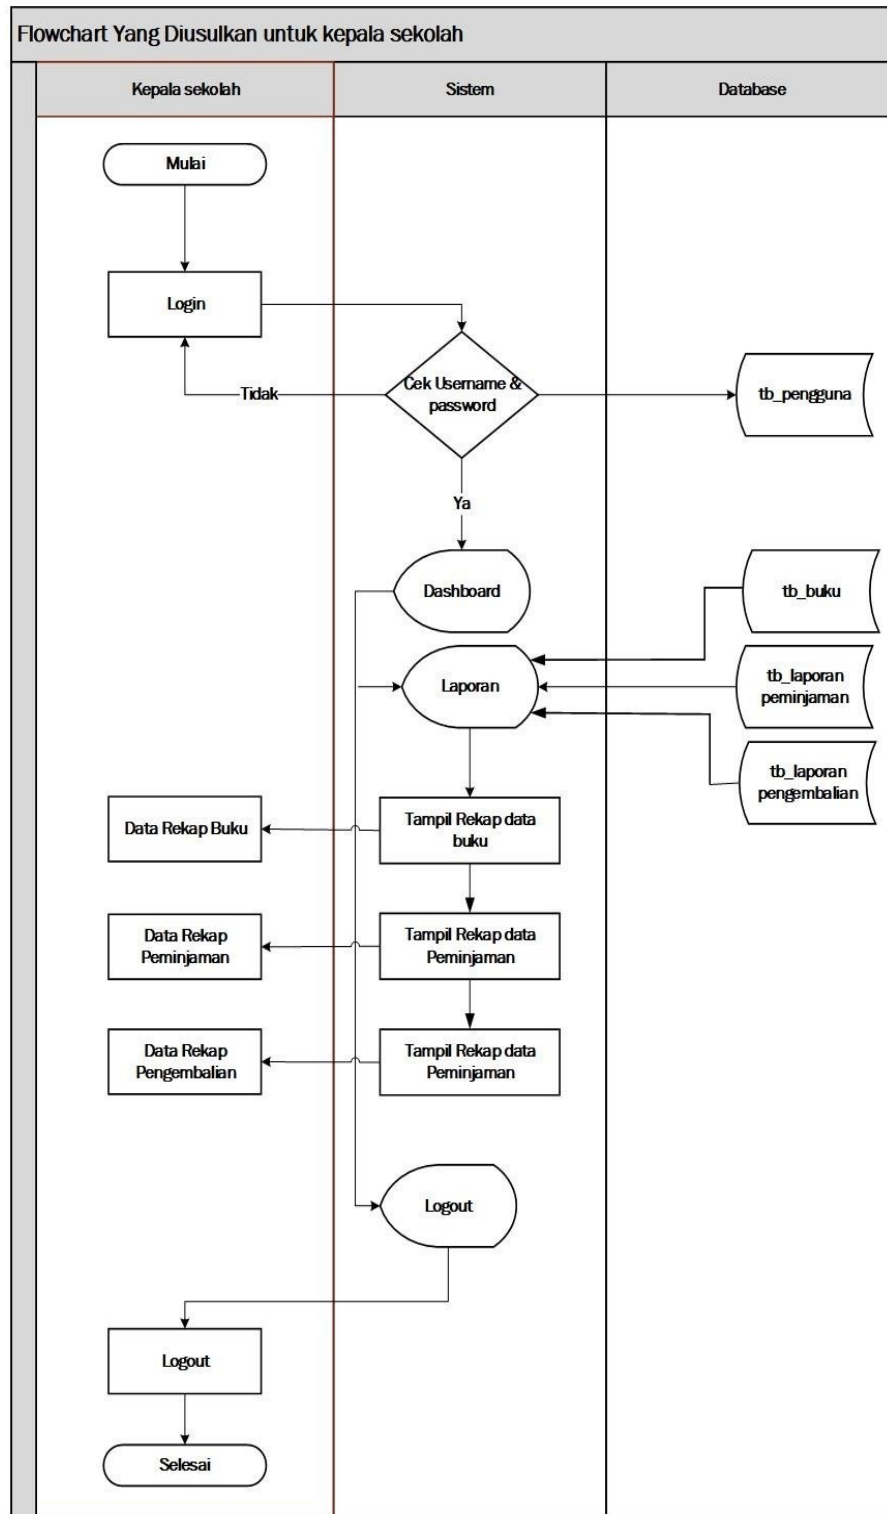 Flowchart Yang Diusulkan untuk kepala sekolah
Kepala sekolah
Sistem
Database
Mulai
Login
Cek Username &
password
Tidak
tb_pengguna
Ya
Dashboard
tb_buku
Laporan
tb_laporan
peminjaman
tb_laporan
pengembalian
Data Rekap Buku
Tampil Rekap data
buku
Data Rekap
Peminjaman
Tampil Rekap data
Peminjaman
Data Rekap
Pengembalian
Tampil Rekap data
Peminjaman
Logout
Logout
Selesai